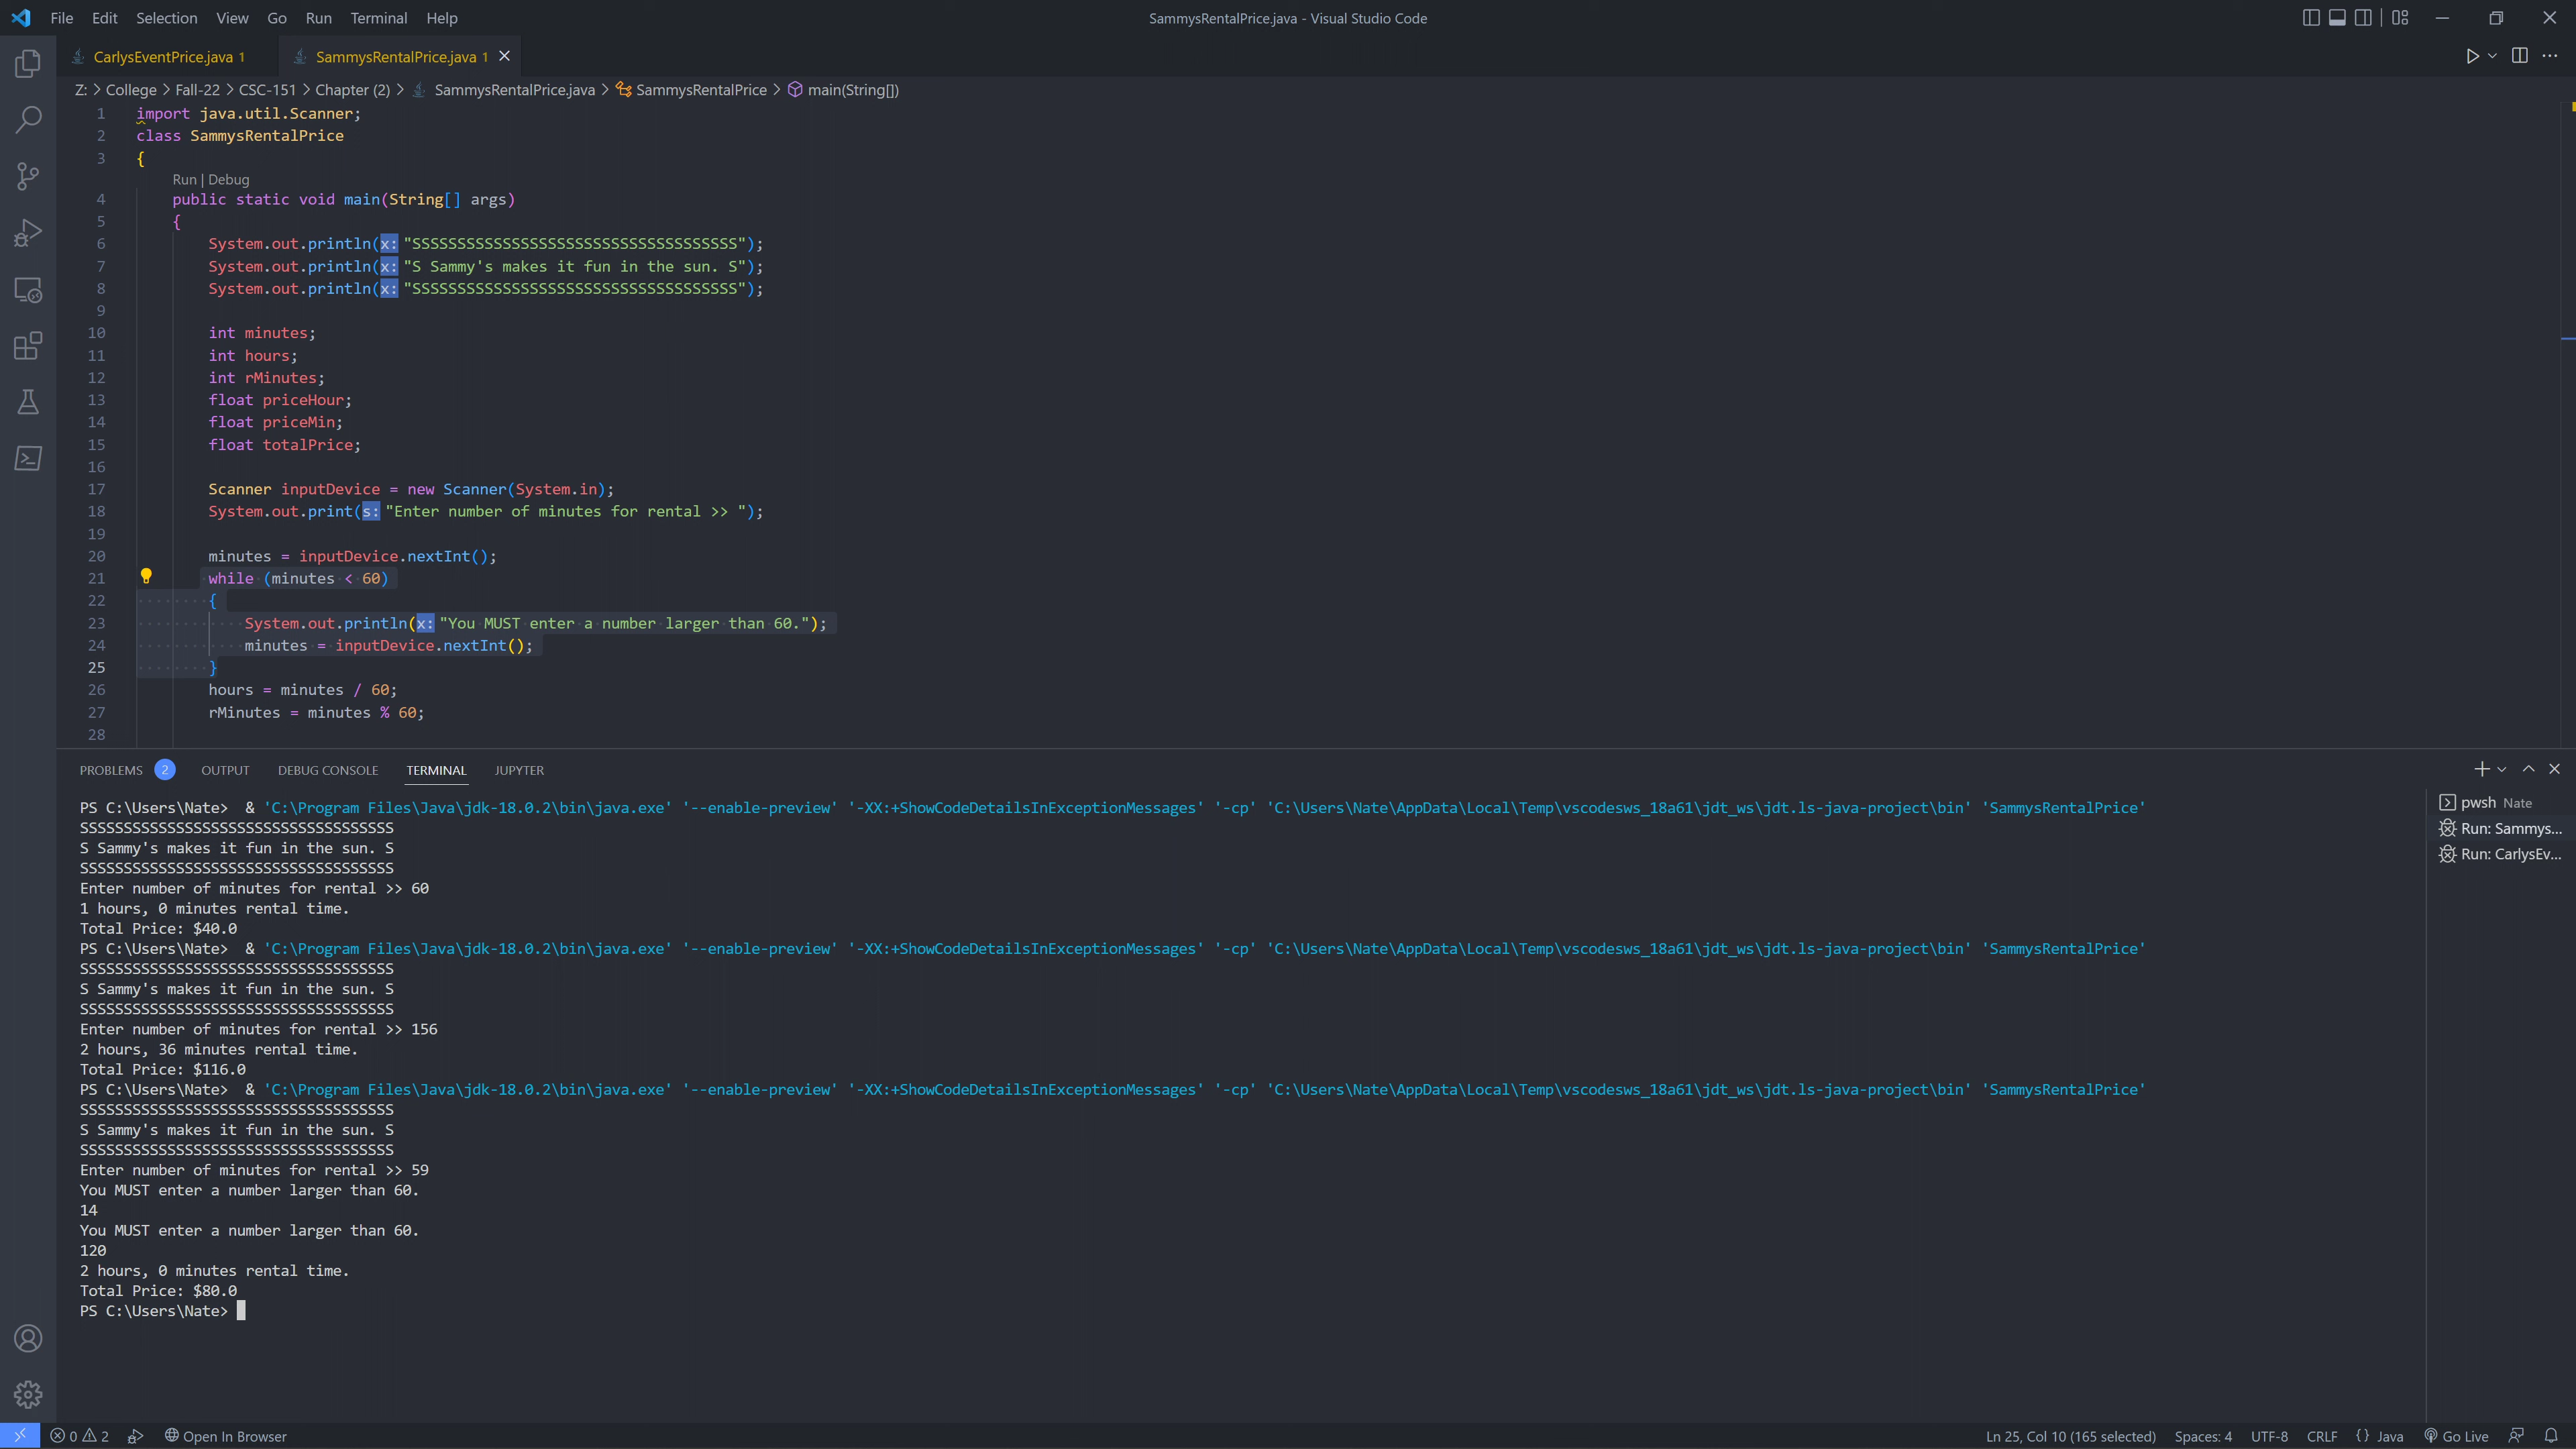 File Edit Selection View Go Run Terminal Help
SammysRentalPrice.java - Visual Studio Code
CarlysEventPrice.java 1
SammysRentalPrice.java 1
Z: > College > Fall-22 > CSC-151 > Chapter (2) > SammysRentalPrice.java > SammysRentalPrice > main(String[])
1 import java.util.Scanner;
2 class SammysRentalPrice
3 {
Run | Debug
4 public static void main(String[] args)
5 {
6 System.out.println(x: "SSSSSSSSSSSSSSSSSSSSSSSSSSSSSSSSSSSS");
7 System.out.println(x: "S Sammy's makes it fun in the sun. S");
8 System.out.println(x: "SSSSSSSSSSSSSSSSSSSSSSSSSSSSSSSSSSSS");
9
10 int minutes;
11 int hours;
12 int rMinutes;
13 float priceHour;
14 float priceMin;
15 float totalPrice;
16
17 Scanner inputDevice = new Scanner(System.in);
18 System.out.print(s: "Enter number of minutes for rental >> ");
19
20 minutes = inputDevice.nextInt();
21 while (minutes < 60)
22 {
23 System.out.println(x: "You MUST enter a number larger than 60.");
24 minutes = inputDevice.nextInt();
25 }
26 hours = minutes / 60;
27 rMinutes = minutes % 60;
28
PROBLEMS 2 OUTPUT DEBUG CONSOLE TERMINAL JUPYTER
PS C:\Users\Nate> & 'C:\Program Files\Java\jdk-18.0.2\bin\java.exe' '--enable-preview' '-XX:+ShowCodeDetailsInExceptionMessages' '-cp' 'C:\Users\Nate\AppData\Local\Temp\vscodesws_18a61\jdt_ws\jdt.ls-java-project\bin' 'SammysRentalPrice'
SSSSSSSSSSSSSSSSSSSSSSSSSSSSSSSSSSSS
S Sammy's makes it fun in the sun. S
SSSSSSSSSSSSSSSSSSSSSSSSSSSSSSSSSSSS
Enter number of minutes for rental >> 60
1 hours, 0 minutes rental time.
Total Price: $40.0
PS C:\Users\Nate> & 'C:\Program Files\Java\jdk-18.0.2\bin\java.exe' '--enable-preview' '-XX:+ShowCodeDetailsInExceptionMessages' '-cp' 'C:\Users\Nate\AppData\Local\Temp\vscodesws_18a61\jdt_ws\jdt.ls-java-project\bin' 'SammysRentalPrice'
SSSSSSSSSSSSSSSSSSSSSSSSSSSSSSSSSSSS
S Sammy's makes it fun in the sun. S
SSSSSSSSSSSSSSSSSSSSSSSSSSSSSSSSSSSS
Enter number of minutes for rental >> 156
2 hours, 36 minutes rental time.
Total Price: $116.0
PS C:\Users\Nate> & 'C:\Program Files\Java\jdk-18.0.2\bin\java.exe' '--enable-preview' '-XX:+ShowCodeDetailsInExceptionMessages' '-cp' 'C:\Users\Nate\AppData\Local\Temp\vscodesws_18a61\jdt_ws\jdt.ls-java-project\bin' 'SammysRentalPrice'
SSSSSSSSSSSSSSSSSSSSSSSSSSSSSSSSSSSS
S Sammy's makes it fun in the sun. S
SSSSSSSSSSSSSSSSSSSSSSSSSSSSSSSSSSSS
Enter number of minutes for rental >> 59
You MUST enter a number larger than 60.
14
You MUST enter a number larger than 60.
120
2 hours, 0 minutes rental time.
Total Price: $80.0
PS C:\Users\Nate>
pwsh Nate
Run: Sammys...
Run: CarlysEv...
0 2 Open In Browser
Ln 25, Col 10 (165 selected) Spaces: 4 UTF-8 CRLF {} Java Go Live